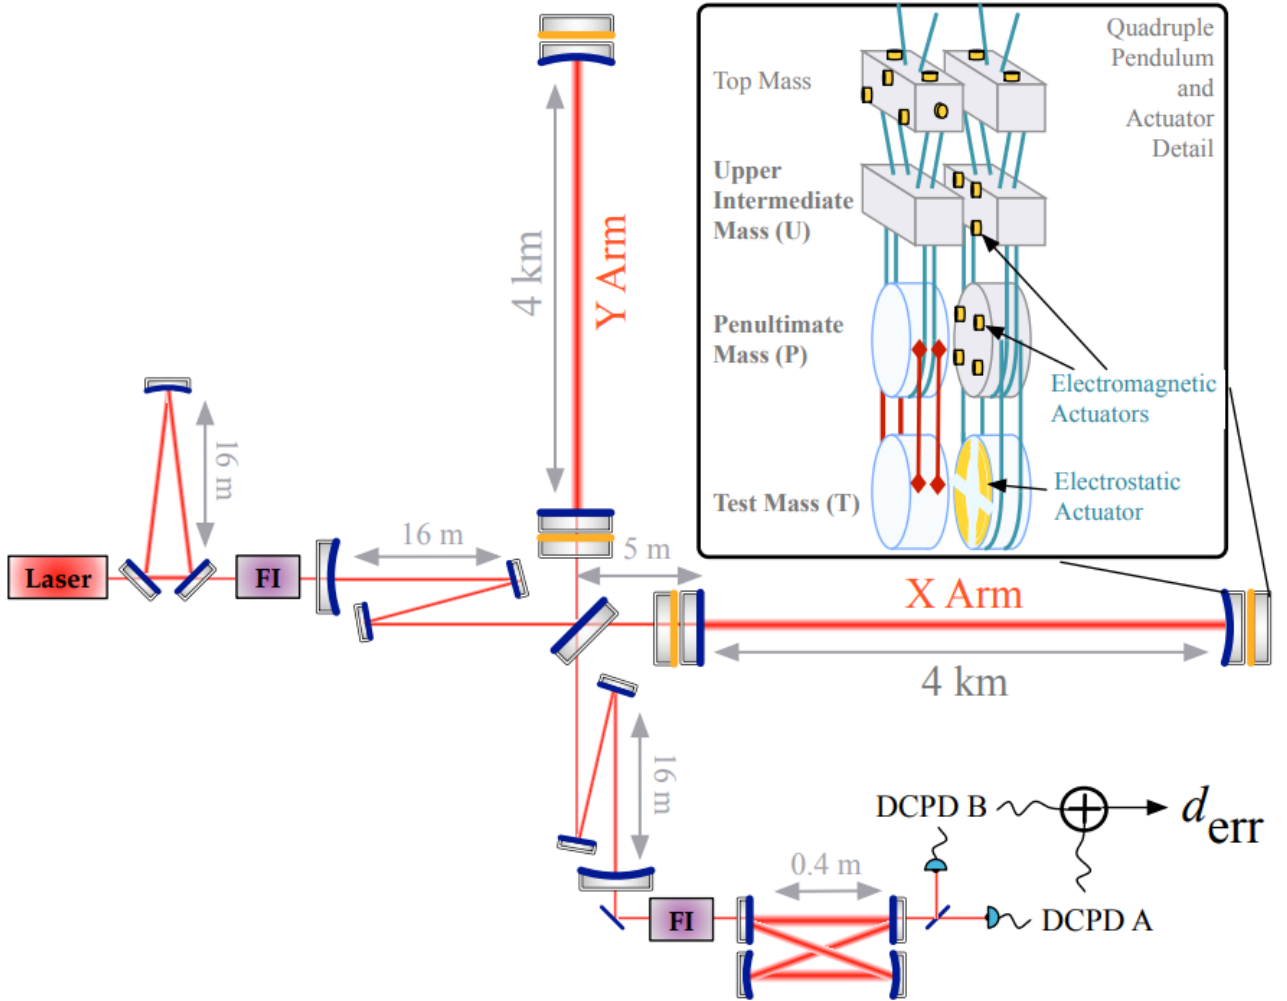 Quadruple
Pendulum
and
Actuator
Detail
Top Mass
Upper
Intermediate
Mass (U)
Penultimate
Mass (P)
Electromagnetic
Actuators
Test Mass (T)
Electrostatic
Actuator
4 km
Y Arm
16 m
Laser
FI
16 m
5 m
X Arm
4 km
16 m
DCPD B
derr
0.4 m
FI
DCPD A